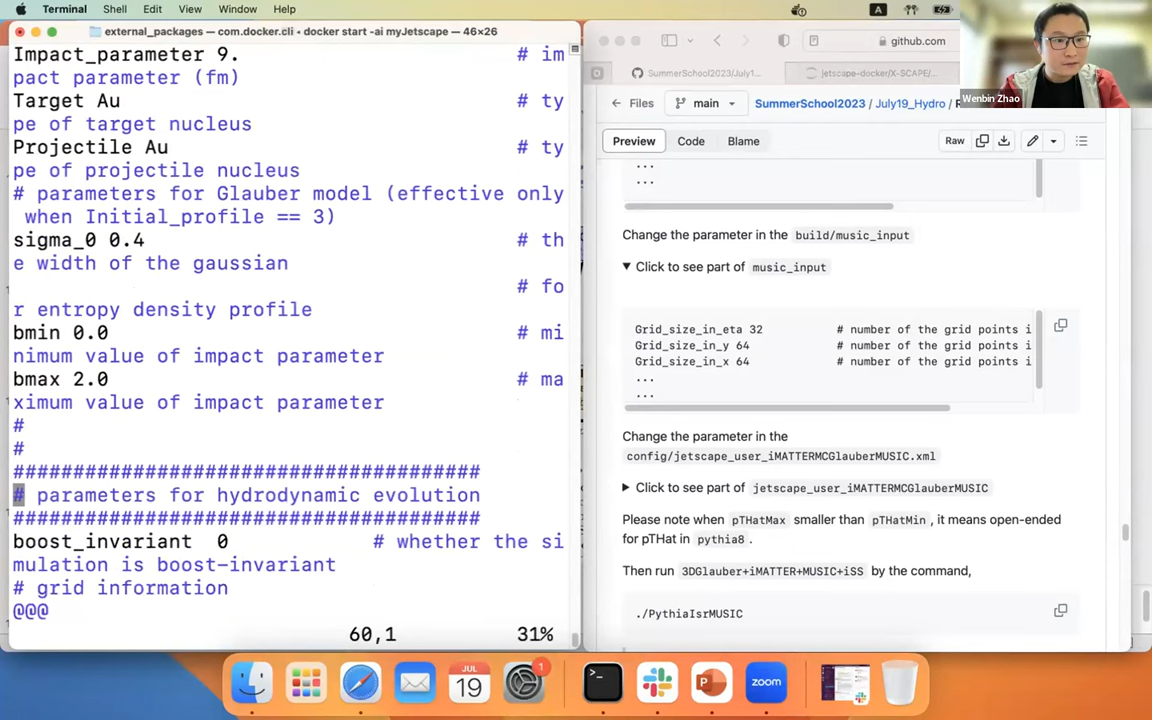 Terminal Shell Edit View Window Help
external_packages — com.docker.cli • docker start -ai myJetscape — 46×26
Impact_parameter 9. # im
pact parameter (fm)
Target Au # ty
pe of target nucleus
Projectile Au # ty
pe of projectile nucleus
# parameters for Glauber model (effective only
when Initial_profile == 3)
sigma_0 0.4 # th
e width of the gaussian
# fo
r entropy density profile
bmin 0.0 # mi
nimum value of impact parameter
bmax 2.0 # ma
ximum value of impact parameter
#
#
#######################################
# parameters for hydrodynamic evolution
#######################################
boost_invariant 0 # whether the si
mulation is boost-invariant
# grid information
@@@
60,1 31%
github.com
SummerSchool2023/July1...
jetscape-docker/X-SCAPE/...
Files main SummerSchool2023 / July19_Hydro /
Preview Code Blame Raw
...
...
Change the parameter in the build/music_input
Click to see part of music_input
Grid_size_in_eta 32 # number of the grid points i
Grid_size_in_y 64 # number of the grid points i
Grid_size_in_x 64 # number of the grid points i
...
...
Change the parameter in the
config/jetscape_user_iMATTERMCGlauberMUSIC.xml
Click to see part of jetscape_user_iMATTERMCGlauberMUSIC
Please note when pTHatMax smaller than pTHatMin , it means open-ended
for pTHat in pythia8 .
Then run 3DGlauber+iMATTER+MUSIC+iSS by the command,
./PythiaIsrMUSIC
Wenbin Zhao
JUL
19
1
zoom